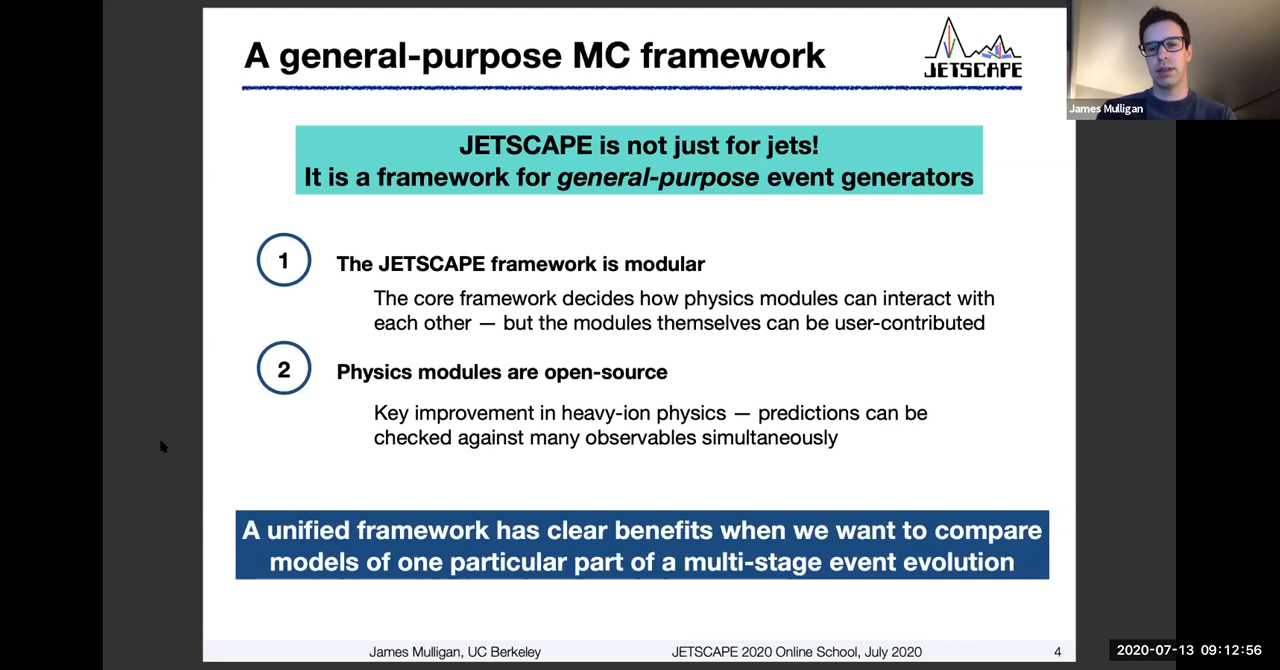 A general-purpose MC framework
JETSCAPE
James Mulligan
JETSCAPE is not just for jets!
It is a framework for general-purpose event generators
1
The JETSCAPE framework is modular
The core framework decides how physics modules can interact with
each other — but the modules themselves can be user-contributed
2
Physics modules are open-source
Key improvement in heavy-ion physics — predictions can be
checked against many observables simultaneously
A unified framework has clear benefits when we want to compare
models of one particular part of a multi-stage event evolution
James Mulligan, UC Berkeley
JETSCAPE 2020 Online School, July 2020
4
2020-07-13 09:12:56